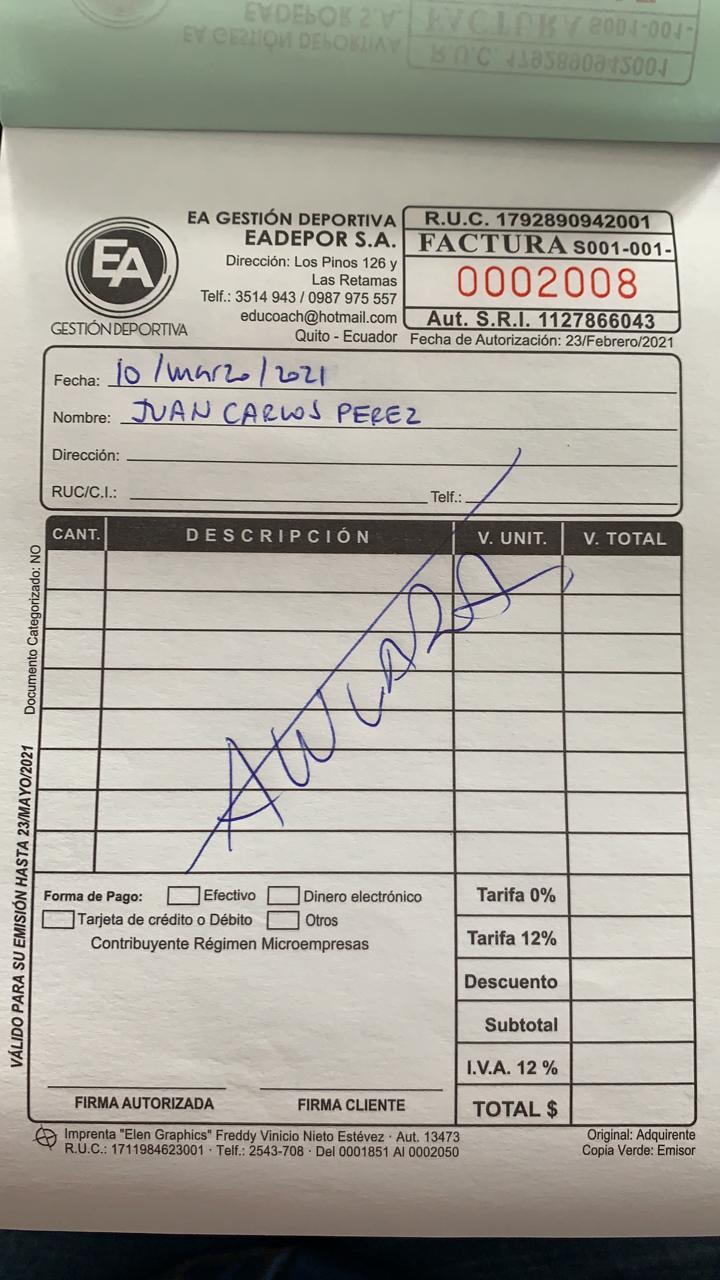 EADEPOR S.A.
EA GESTIÓN DEPORTIVA
FACTURA S001-001-
R.U.C. 1792890942001
EA
GESTIÓN DEPORTIVA
EA GESTIÓN DEPORTIVA
EADEPOR S.A.
Dirección: Los Pinos 126 y
Las Retamas
Telf.: 3514 943 / 0987 975 557
educoach@hotmail.com
Quito - Ecuador
R.U.C. 1792890942001
FACTURA S001-001-
0002008
Aut. S.R.I. 1127866043
Fecha de Autorización: 23/Febrero/2021
Fecha: 10/marzo/2021
Nombre: JUAN CARLOS PEREZ
Dirección:
RUC/C.I.: Telf.:
CANT. DESCRIPCIÓN V. UNIT. V. TOTAL
ANULADA
Documento Categorizado: NO
VÁLIDO PARA SU EMISIÓN HASTA 23/MAYO/2021
Forma de Pago: Efectivo Dinero electrónico
Tarjeta de crédito o Débito Otros
Contribuyente Régimen Microempresas
FIRMA AUTORIZADA FIRMA CLIENTE
Tarifa 0%
Tarifa 12%
Descuento
Subtotal
I.V.A. 12 %
TOTAL $
Imprenta "Elen Graphics" Freddy Vinicio Nieto Estévez · Aut. 13473
R.U.C.: 1711984623001 · Telf.: 2543-708 · Del 0001851 Al 0002050
Original: Adquirente
Copia Verde: Emisor